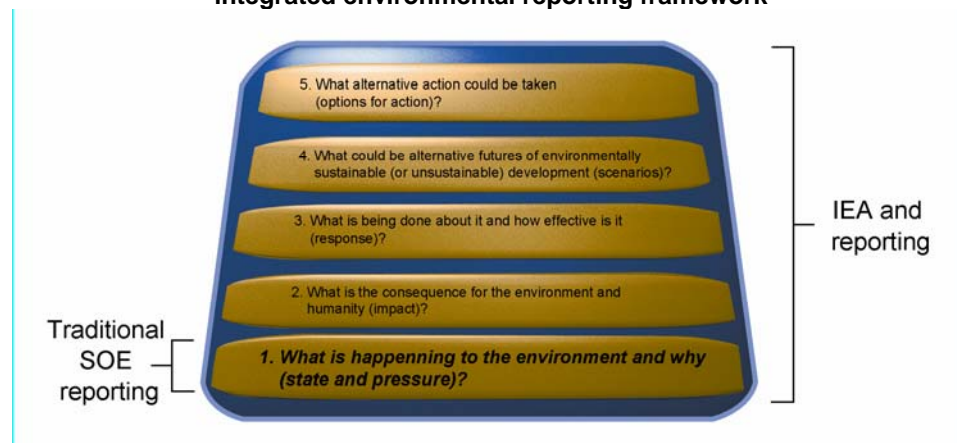 Integrated environmental reporting framework
5. What alternative action could be taken
(options for action)?
4. What could be alternative futures of environmentally
sustainable (or unsustainable) development (scenarios)?
3. What is being done about it and how effective is it
(response)?
2. What is the consequence for the environment and
humanity (impact)?
1. What is happenning to the environment and why
(state and pressure)?
Traditional
SOE
reporting
IEA and
reporting